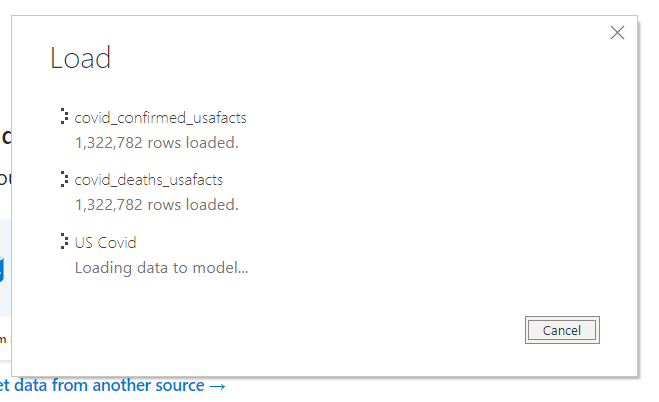 Load
covid_confirmed_usafacts
1,322,782 rows loaded.
covid_deaths_usafacts
1,322,782 rows loaded.
US Covid
Loading data to model...
Cancel
et data from another source →